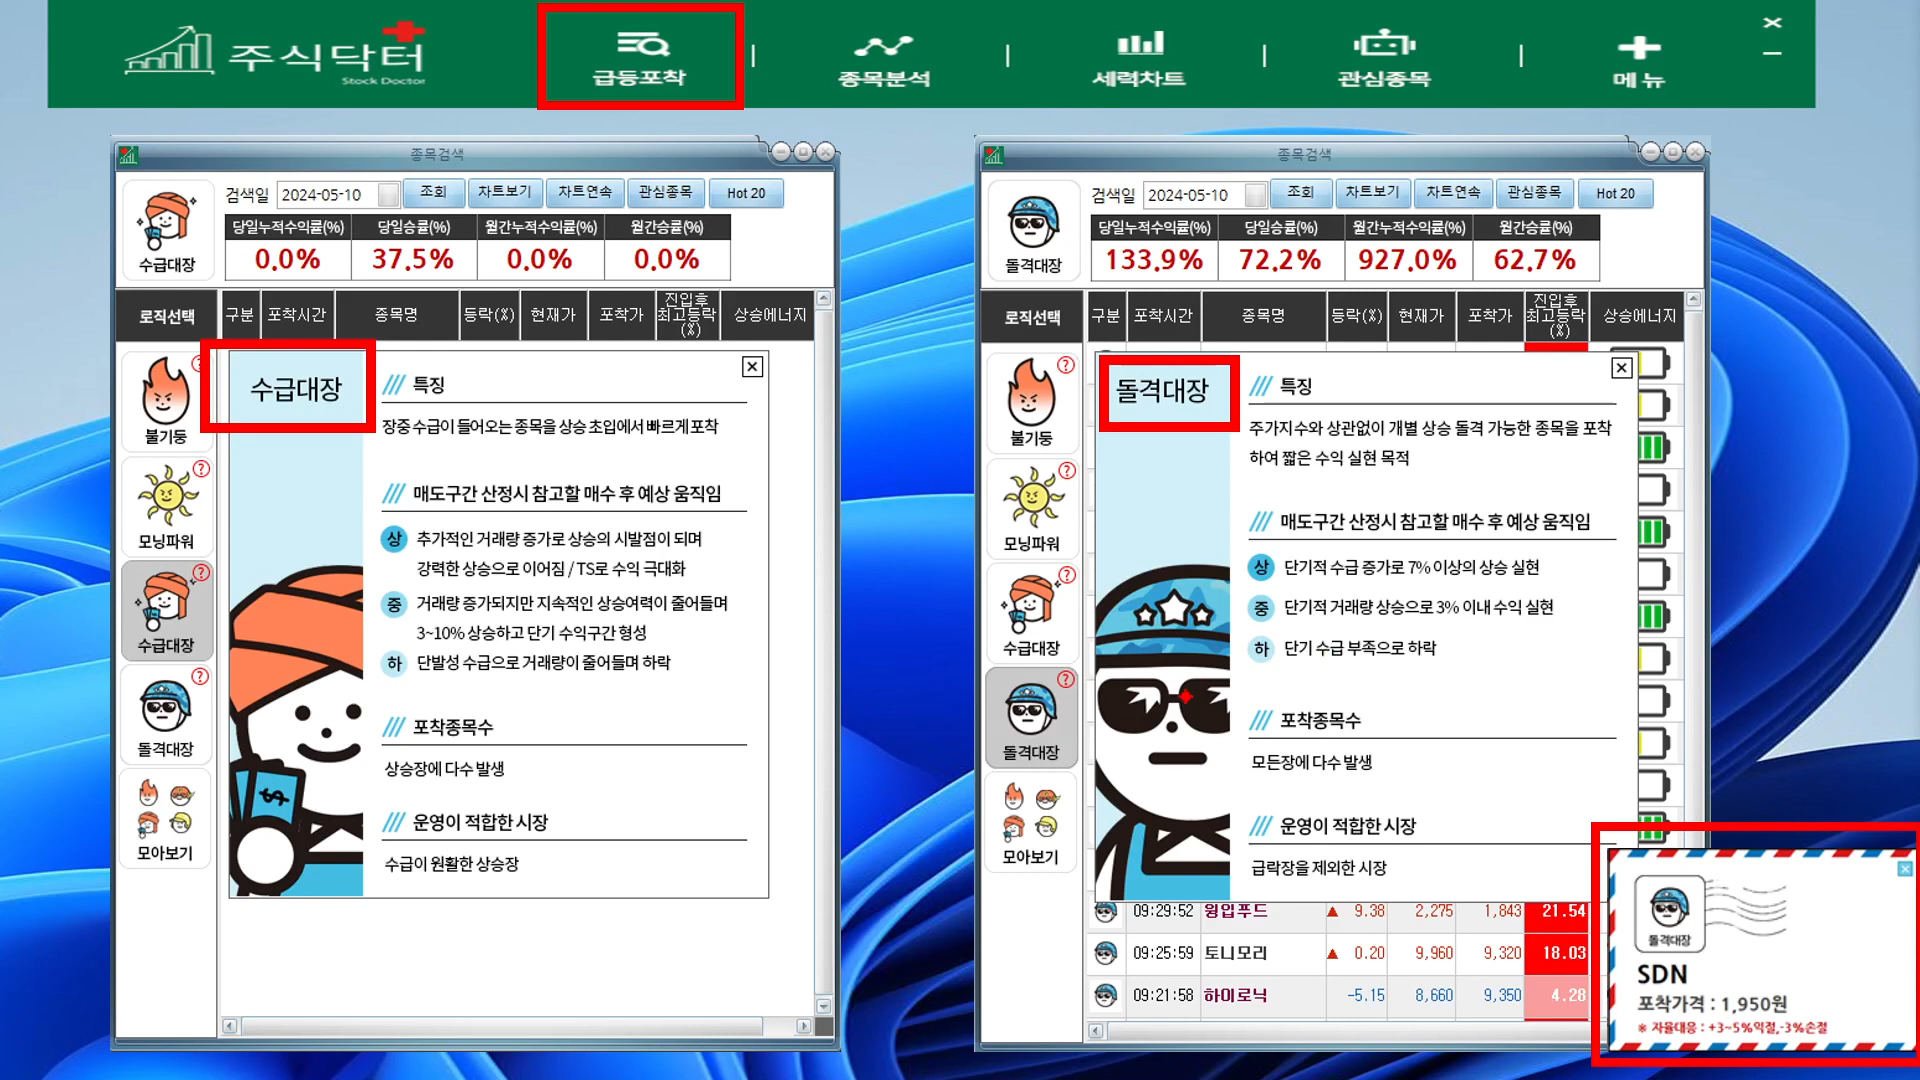 주식닥터
Stock Doctor
급등포착
종목분석
세력차트
관심종목
메뉴
종목검색
수급대장
검색일 2024-05-10 조회 차트보기 차트연속 관심종목 Hot 20
당일누적수익률(%) 당일승률(%) 월간누적수익률(%) 월간승률(%)
0.0% 37.5% 0.0% 0.0%
로직선택 구분 포착시간 종목명 등락(%) 현재가 포착가 진입후 최고등락 (%) 상승에너지
불기둥
모닝파워
수급대장
돌격대장
모아보기
수급대장
/// 특징
장중 수급이 들어오는 종목을 상승 초입에서 빠르게 포착
/// 매도구간 산정시 참고할 매수 후 예상 움직임
상 추가적인 거래량 증가로 상승의 시발점이 되며
강력한 상승으로 이어짐 / TS로 수익 극대화
중 거래량 증가되지만 지속적인 상승여력이 줄어들며
3~10% 상승하고 단기 수익구간 형성
하 단발성 수급으로 거래량이 줄어들며 하락
/// 포착종목수
상승장에 다수 발생
/// 운영이 적합한 시장
수급이 원활한 상승장
종목검색
돌격대장
검색일 2024-05-10 조회 차트보기 차트연속 관심종목 Hot 20
당일누적수익률(%) 당일승률(%) 월간누적수익률(%) 월간승률(%)
133.9% 72.2% 927.0% 62.7%
로직선택 구분 포착시간 종목명 등락(%) 현재가 포착가 진입후 최고등락 (%) 상승에너지
불기둥
모닝파워
수급대장
돌격대장
모아보기
돌격대장
/// 특징
주가지수와 상관없이 개별 상승 돌격 가능한 종목을 포착
하여 짧은 수익 실현 목적
/// 매도구간 산정시 참고할 매수 후 예상 움직임
상 단기적 수급 증가로 7% 이상의 상승 실현
중 단기적 거래량 상승으로 3% 이내 수익 실현
하 단기 수급 부족으로 하락
/// 포착종목수
모든장에 다수 발생
/// 운영이 적합한 시장
급락장을 제외한 시장
09:29:52 윙입푸드 ▲ 9.38 2,275 1,843 21.54
09:25:59 토니모리 ▲ 0.20 9,960 9,320 18.03
09:21:58 하이로닉 -5.15 8,660 9,350 4.28
돌격대장
SDN
포착가격 : 1,950원
※ 자율대응 : +3~5%익절,-3%손절